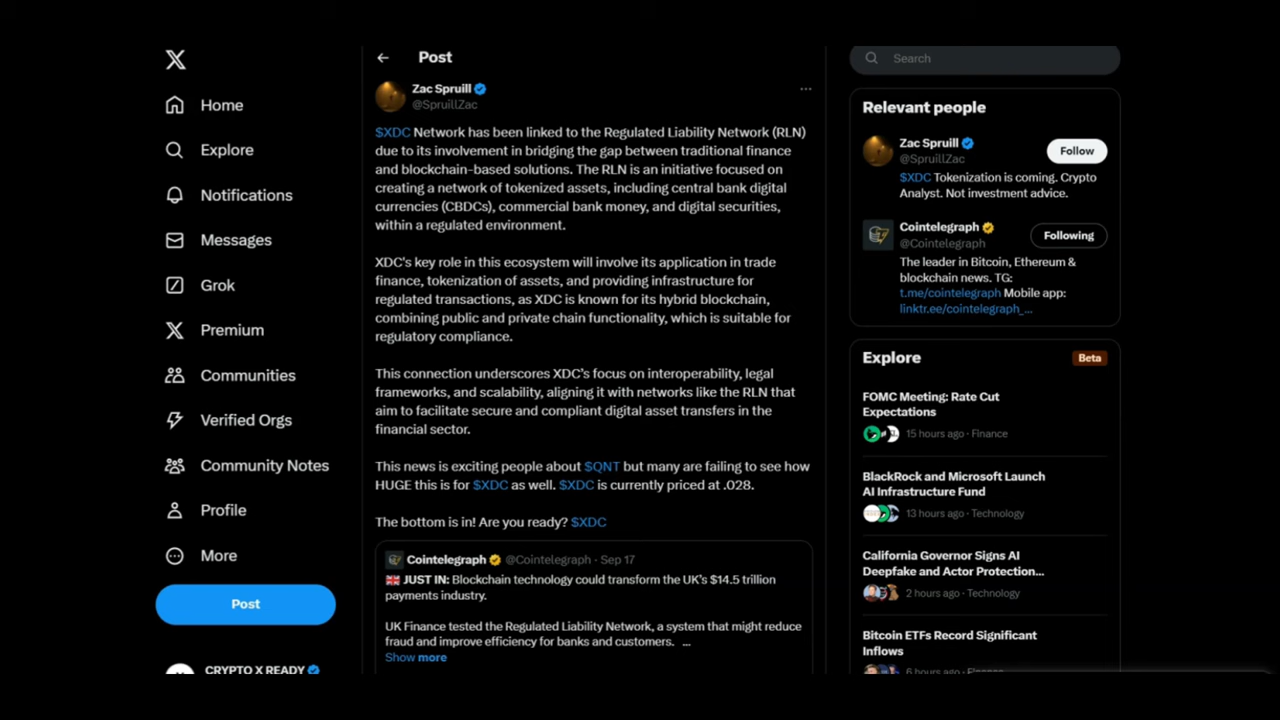 Home
Explore
Notifications
Messages
Grok
Premium
Communities
Verified Orgs
Community Notes
Profile
More
Post
CRYPTO X READY
Post
Zac Spruill
@SpruillZac
$XDC Network has been linked to the Regulated Liability Network (RLN)
due to its involvement in bridging the gap between traditional finance
and blockchain-based solutions. The RLN is an initiative focused on
creating a network of tokenized assets, including central bank digital
currencies (CBDCs), commercial bank money, and digital securities,
within a regulated environment.
XDC's key role in this ecosystem will involve its application in trade
finance, tokenization of assets, and providing infrastructure for
regulated transactions, as XDC is known for its hybrid blockchain,
combining public and private chain functionality, which is suitable for
regulatory compliance.
This connection underscores XDC's focus on interoperability, legal
frameworks, and scalability, aligning it with networks like the RLN that
aim to facilitate secure and compliant digital asset transfers in the
financial sector.
This news is exciting people about $QNT but many are failing to see how
HUGE this is for $XDC as well. $XDC is currently priced at .028.
The bottom is in! Are you ready? $XDC
Cointelegraph @Cointelegraph · Sep 17
JUST IN: Blockchain technology could transform the UK's $14.5 trillion
payments industry.
UK Finance tested the Regulated Liability Network, a system that might reduce
fraud and improve efficiency for banks and customers. ...
Show more
Search
Relevant people
Zac Spruill
@SpruillZac
Follow
$XDC Tokenization is coming. Crypto
Analyst. Not investment advice.
Cointelegraph
@Cointelegraph
Following
The leader in Bitcoin, Ethereum &
blockchain news. TG:
t.me/cointelegraph Mobile app:
linktr.ee/cointelegraph_...
Explore
Beta
FOMC Meeting: Rate Cut
Expectations
15 hours ago · Finance
BlackRock and Microsoft Launch
AI Infrastructure Fund
13 hours ago · Technology
California Governor Signs AI
Deepfake and Actor Protection...
2 hours ago · Technology
Bitcoin ETFs Record Significant
Inflows
6 hours ago · Finance